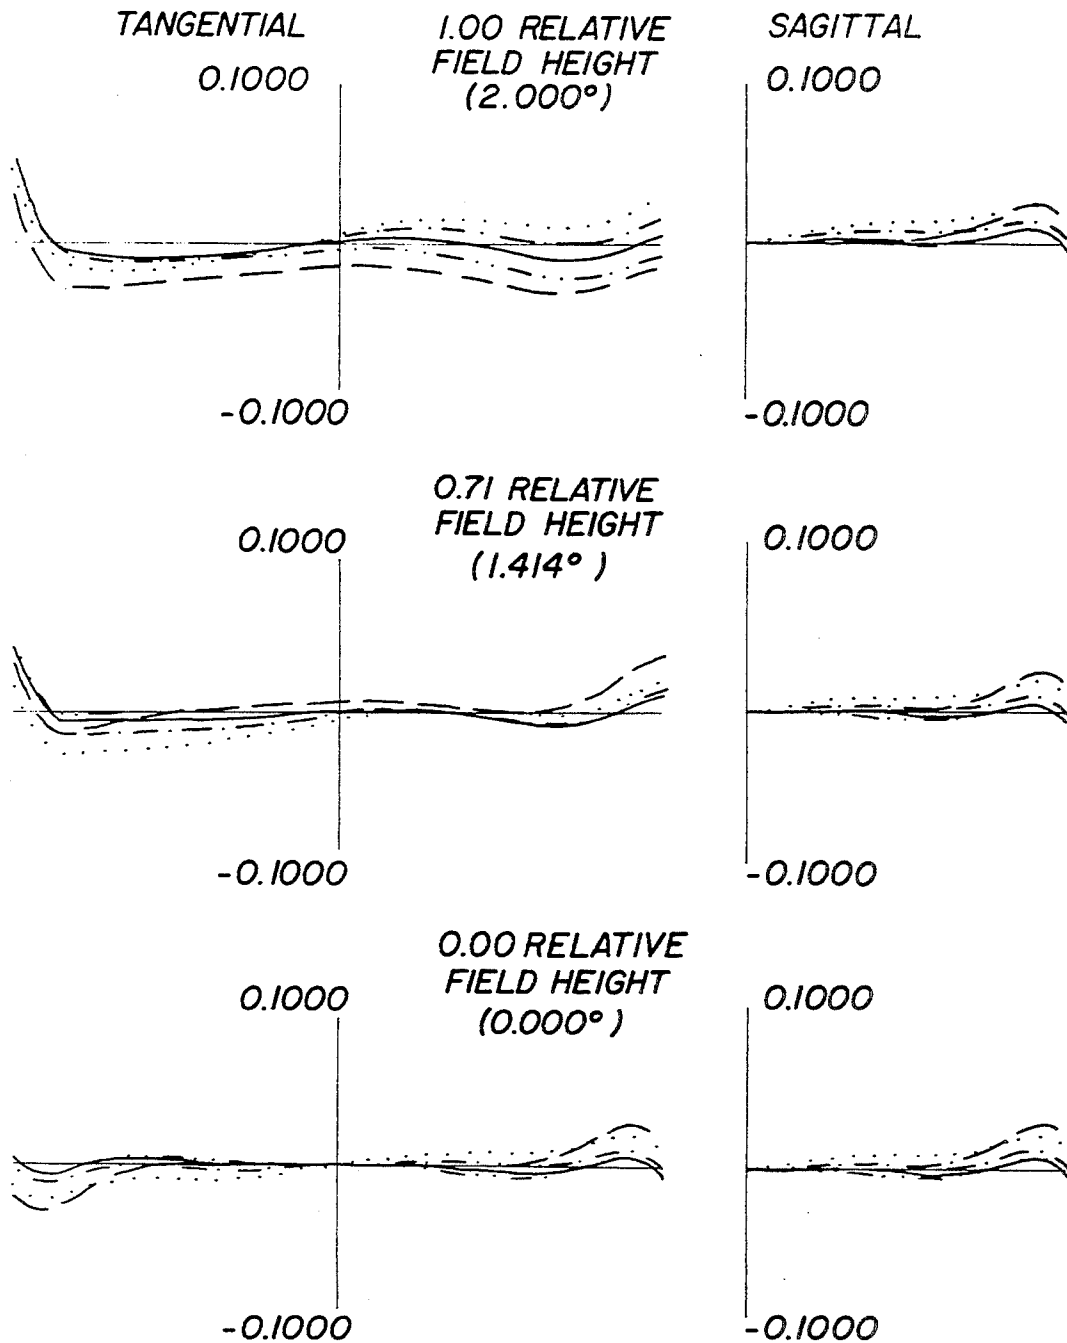 TANGENTIAL
1.00 RELATIVE
FIELD HEIGHT
(2.000°)
SAGITTAL
0.1000
0.1000
-0.1000
-0.1000
0.71 RELATIVE
FIELD HEIGHT
(1.414°)
0.1000
0.1000
-0.1000
-0.1000
0.00 RELATIVE
FIELD HEIGHT
(0.000°)
0.1000
0.1000
-0.1000
-0.1000